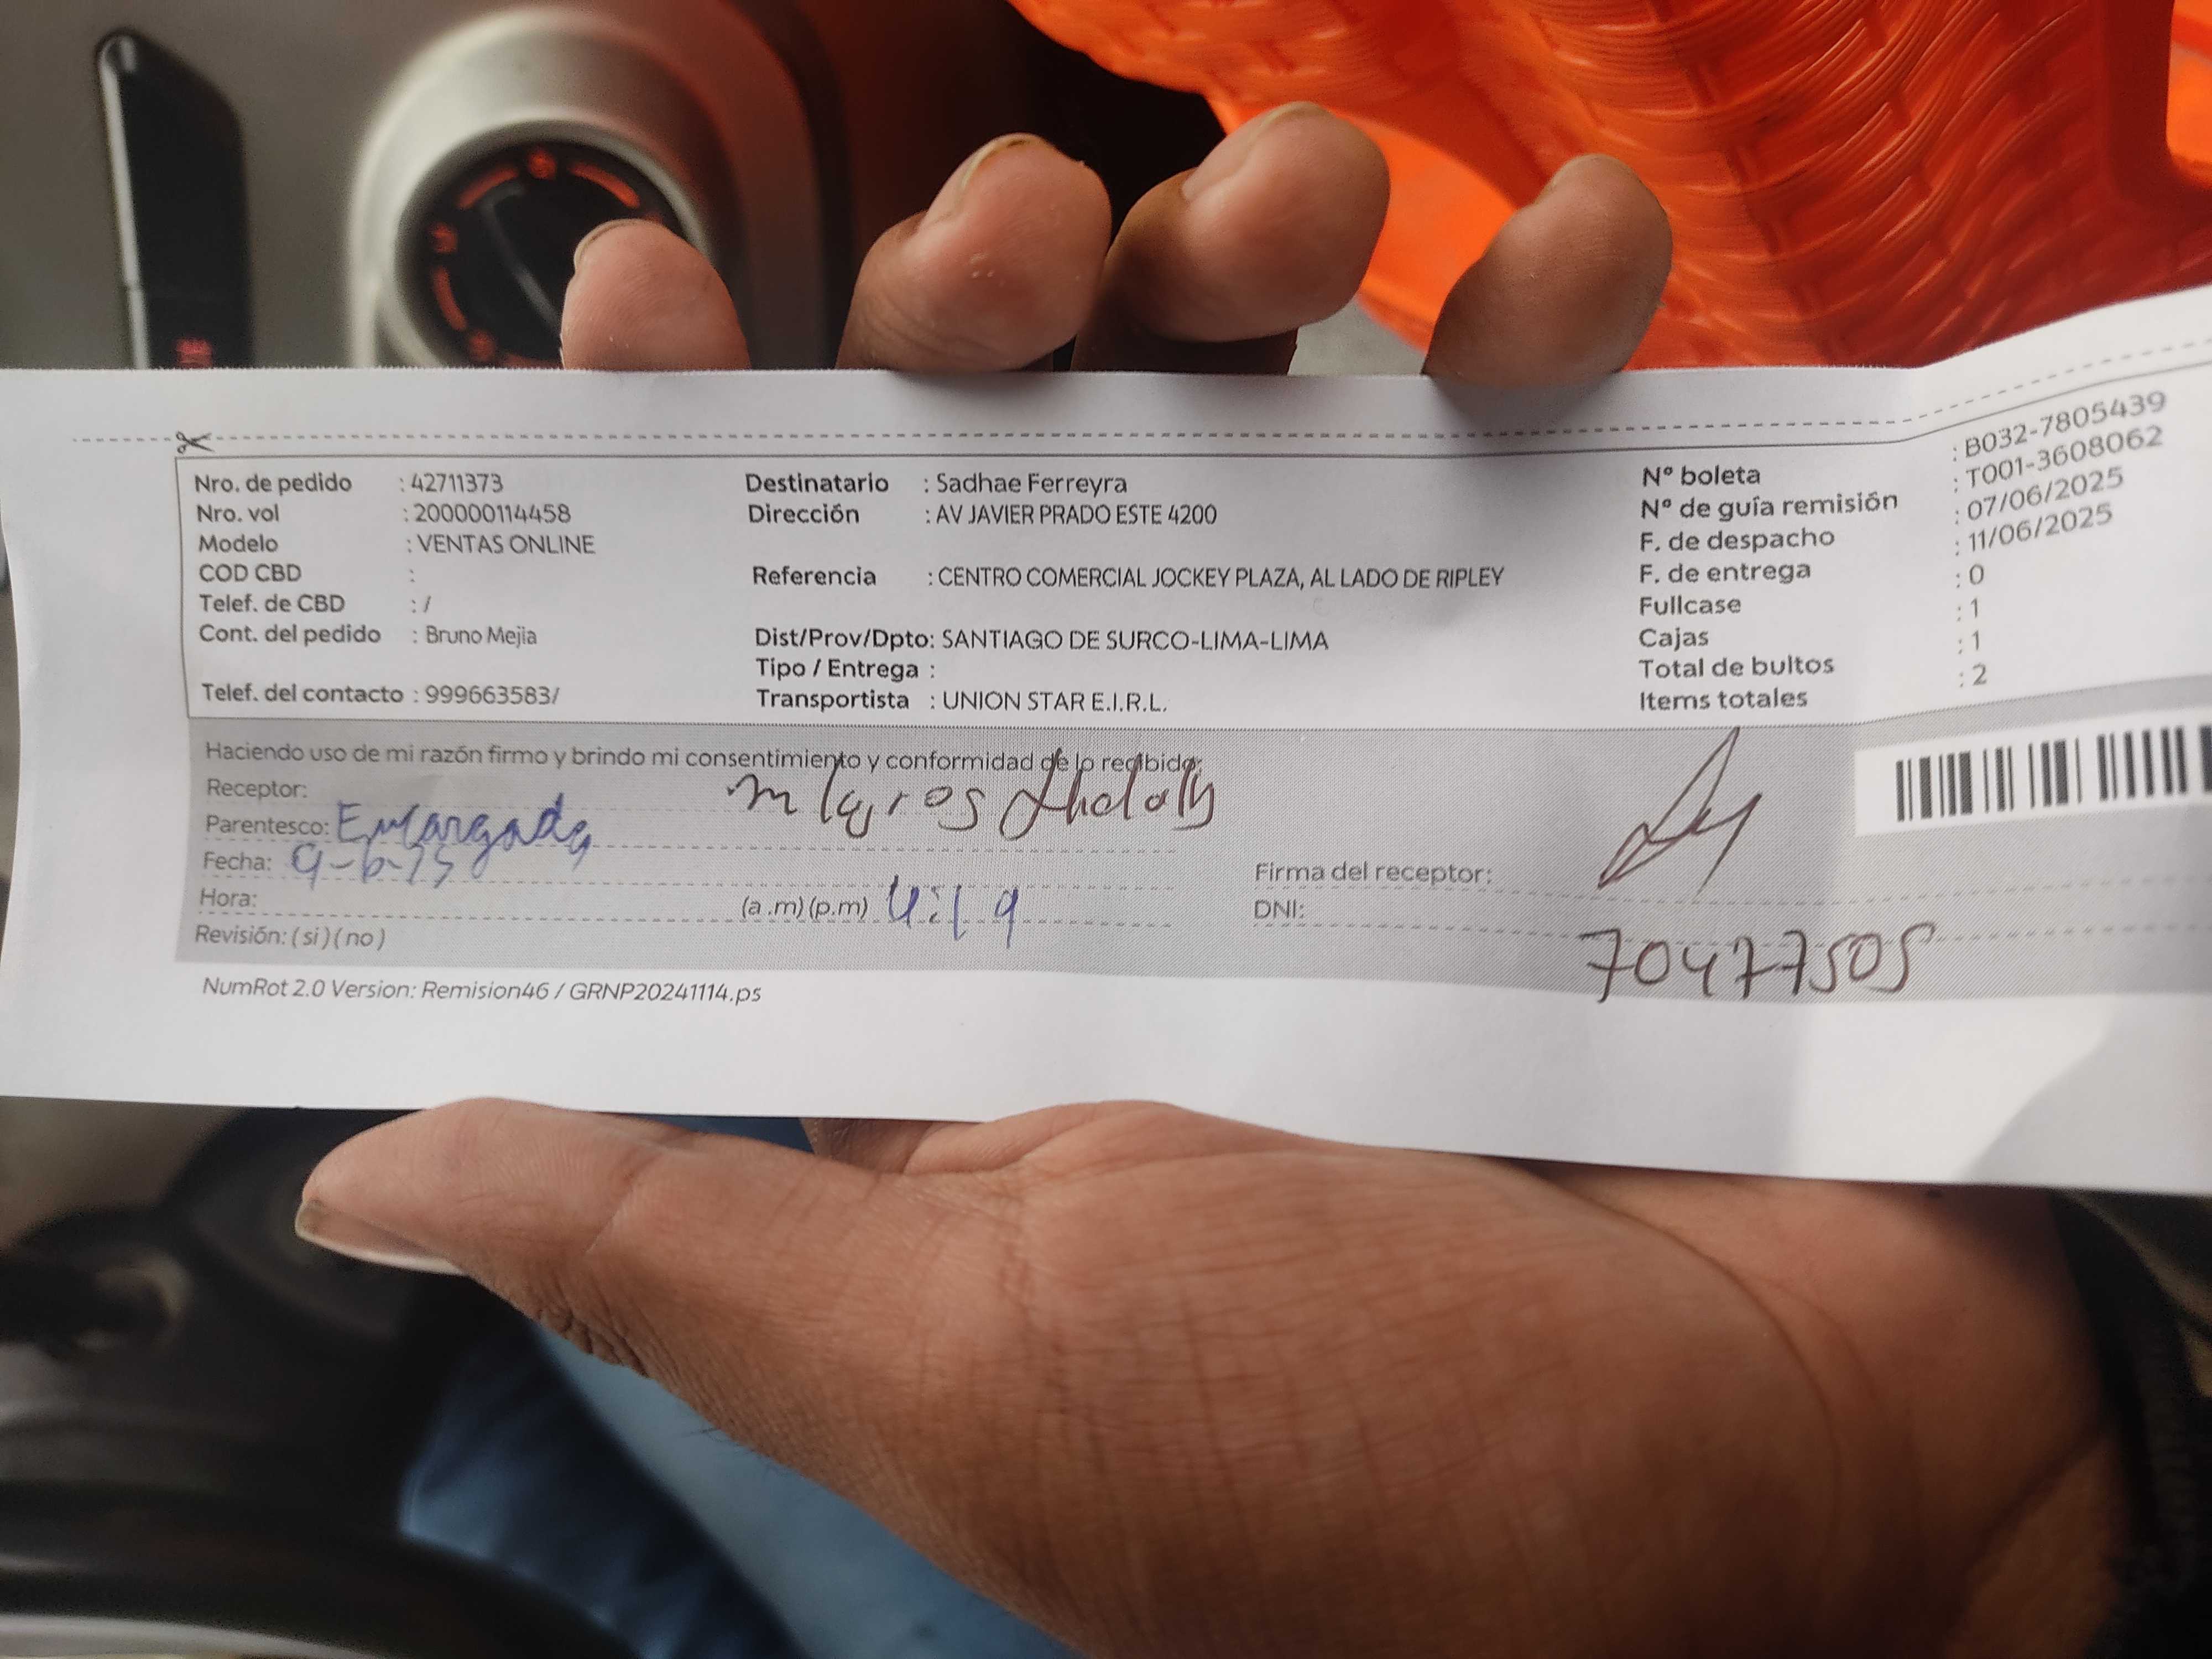 Nro. de pedido : 42711373
Nro. vol : 200000114458
Modelo : VENTAS ONLINE
COD CBD :
Telef. de CBD : /
Cont. del pedido : Bruno Mejia
Telef. del contacto : 999663583/
Destinatario : Sadhae Ferreyra
Dirección : AV JAVIER PRADO ESTE 4200
Referencia : CENTRO COMERCIAL JOCKEY PLAZA, AL LADO DE RIPLEY
Dist/Prov/Dpto: SANTIAGO DE SURCO-LIMA-LIMA
Tipo / Entrega :
Transportista : UNION STAR E.I.R.L.
Nº boleta : B032-7805439
Nº de guía remisión : T001-3608062
F. de despacho : 07/06/2025
F. de entrega : 11/06/2025
Fullcase : 0
Cajas : 1
Total de bultos : 1
Items totales : 2
Haciendo uso de mi razón firmo y brindo mi consentimiento y conformidad de lo recibido:
Receptor:
Parentesco: Encargada
Fecha: 9-6-25
Hora: (a.m) (p.m) 4:19
Revisión: ( si ) ( no )
Firma del receptor:
DNI: 70477505
NumRot 2.0 Version: Remision46 / GRNP20241114.ps